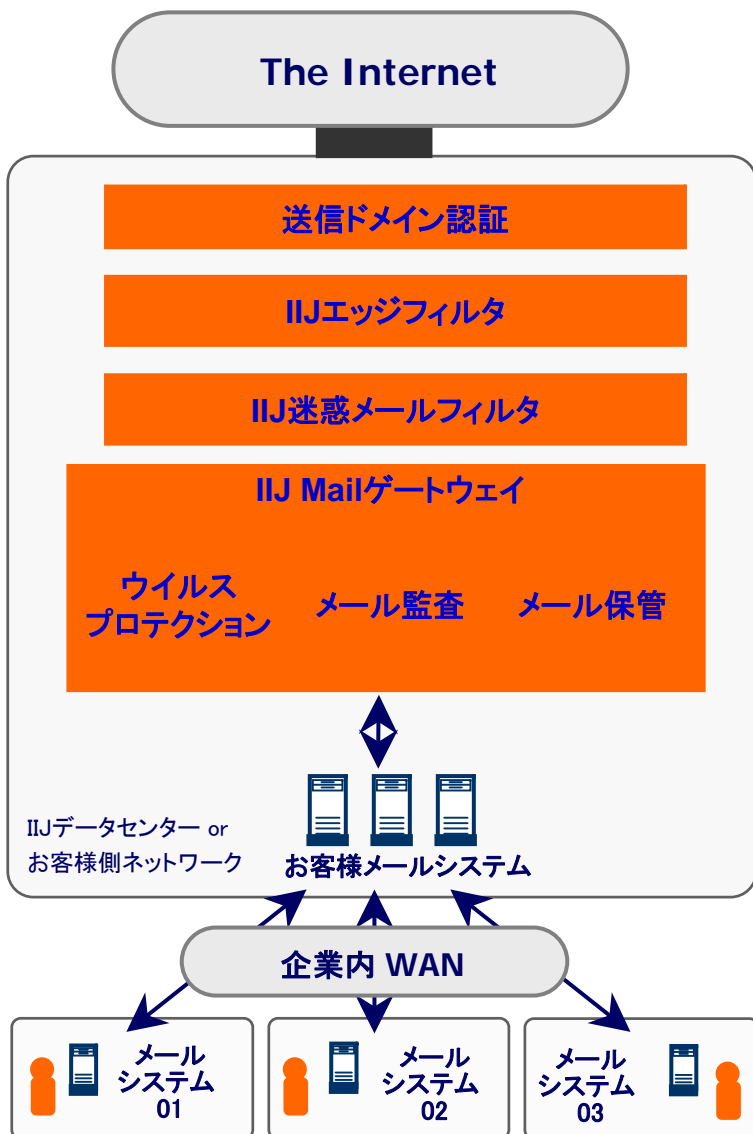 The Internet
送信ドメイン認証
IIJエッジフィルタ
IIJ迷惑メールフィルタ
IIJ Mailゲートウェイ
ウイルス
プロテクション
メール監査
メール保管
IIJデータセンター or
お客様側ネットワーク
お客様メールシステム
企業内 WAN
メール
システム
01
メール
システム
02
メール
システム
03